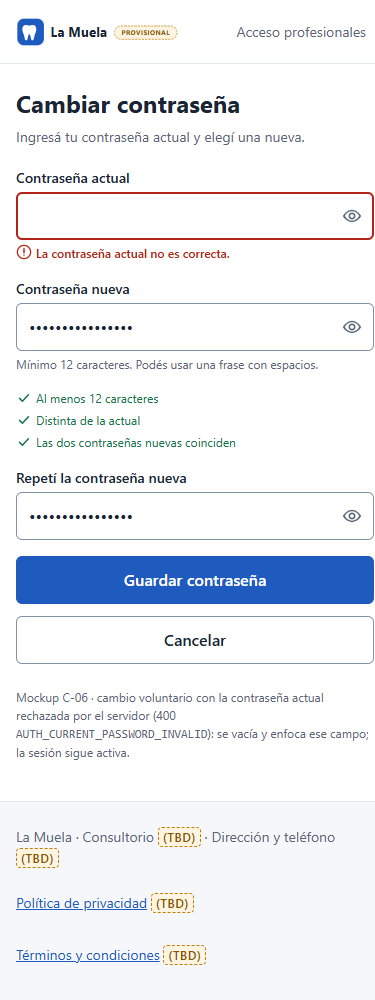 La Muela PROVISIONAL Acceso profesionales
Cambiar contraseña
Ingresá tu contraseña actual y elegí una nueva.
Contraseña actual
La contraseña actual no es correcta.
Contraseña nueva
••••••••••••••••
Mínimo 12 caracteres. Podés usar una frase con espacios.
Al menos 12 caracteres
Distinta de la actual
Las dos contraseñas nuevas coinciden
Repetí la contraseña nueva
••••••••••••••••
Guardar contraseña
Cancelar
Mockup C-06 · cambio voluntario con la contraseña actual
rechazada por el servidor (400
AUTH_CURRENT_PASSWORD_INVALID): se vacía y enfoca ese campo;
la sesión sigue activa.
La Muela · Consultorio (TBD) · Dirección y teléfono
(TBD)
Política de privacidad (TBD)
Términos y condiciones (TBD)